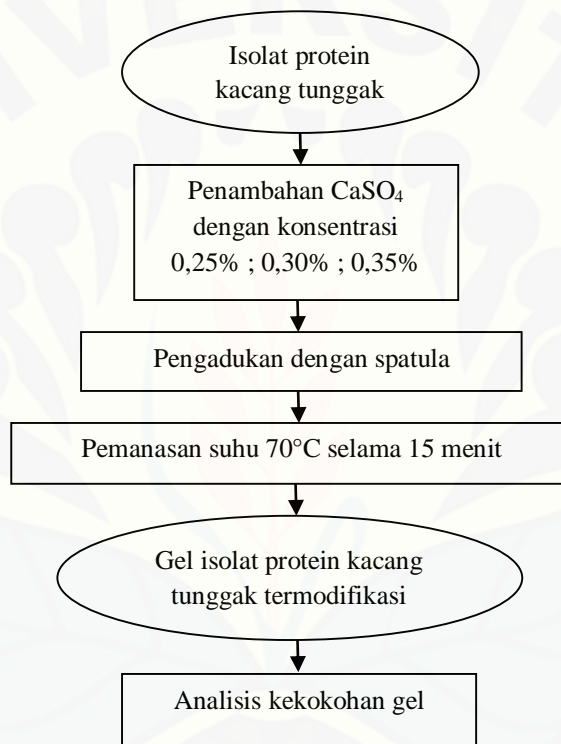 Isolat protein
kacang tunggak
Penambahan CaSO₄
dengan konsentrasi
0,25% ; 0,30% ; 0,35%
Pengadukan dengan spatula
Pemanasan suhu 70°C selama 15 menit
Gel isolat protein kacang
tunggak termodifikasi
Analisis kekokohan gel